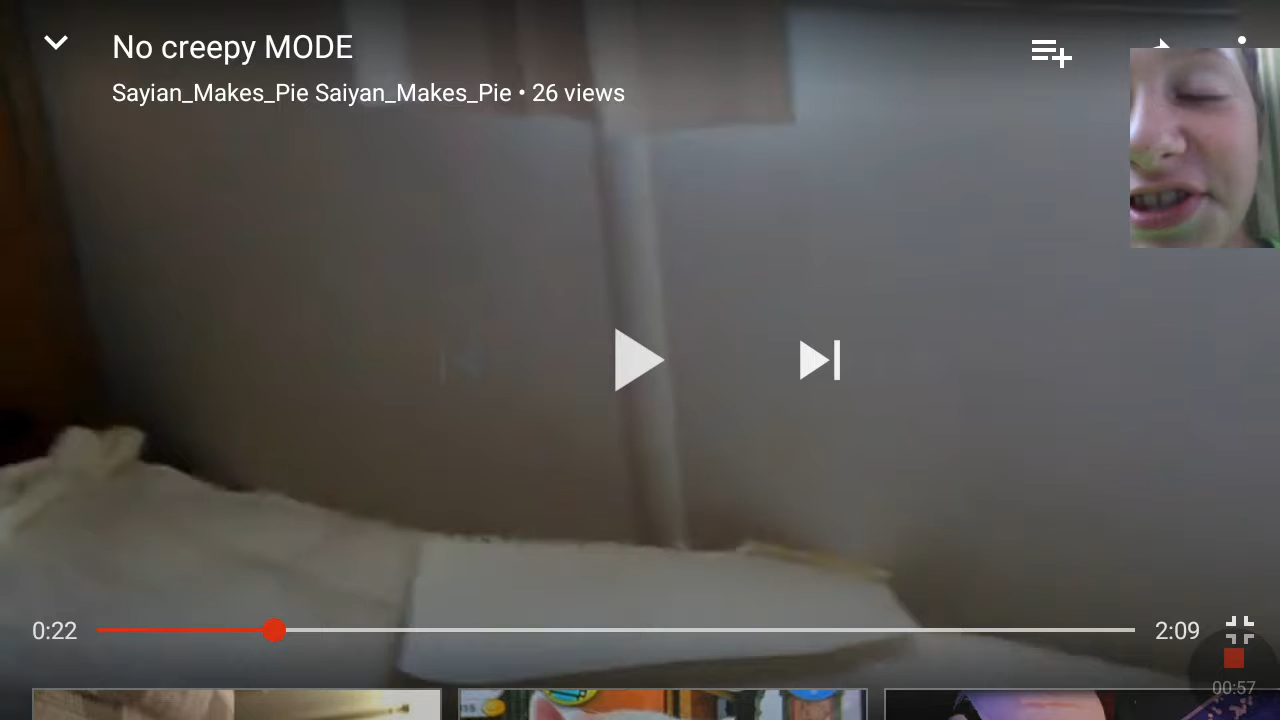 No creepy MODE
Sayian_Makes_Pie Saiyan_Makes_Pie • 26 views
0:22
2:09
00:57